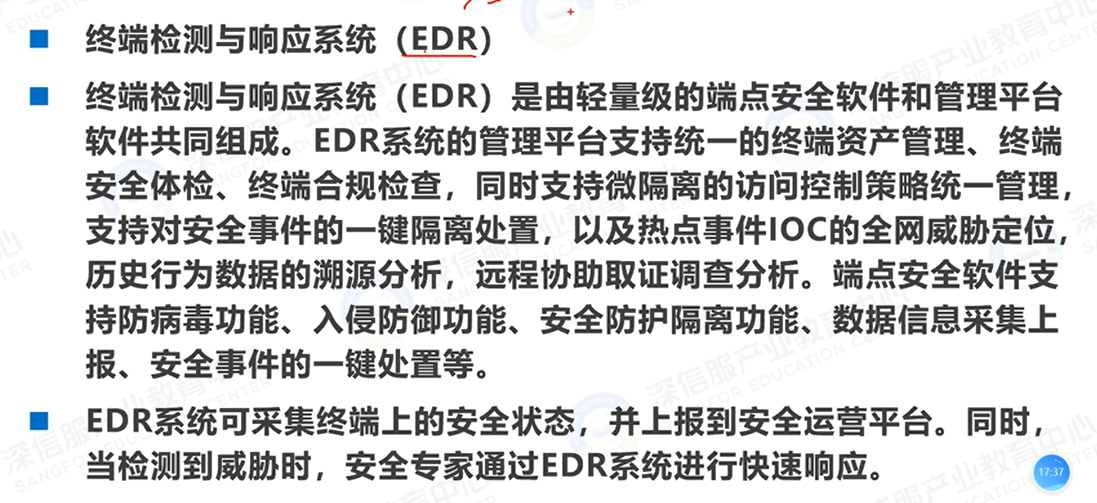 终端检测与响应系统（EDR）
终端检测与响应系统（EDR）是由轻量级的端点安全软件和管理平台
软件共同组成。EDR系统的管理平台支持统一的终端资产管理、终端
安全体检、终端合规检查，同时支持微隔离的访问控制策略统一管理，
支持对安全事件的一键隔离处置，以及热点事件IOC的全网威胁定位，
历史行为数据的溯源分析，远程协助取证调查分析。端点安全软件支
持防病毒功能、入侵防御功能、安全防护隔离功能、数据信息采集上
报、安全事件的一键处置等。
EDR系统可采集终端上的安全状态，并上报到安全运营平台。同时，
当检测到威胁时，安全专家通过EDR系统进行快速响应。
17:37
深信服产业教育中心
SANGFOR EDUCATION CENTER